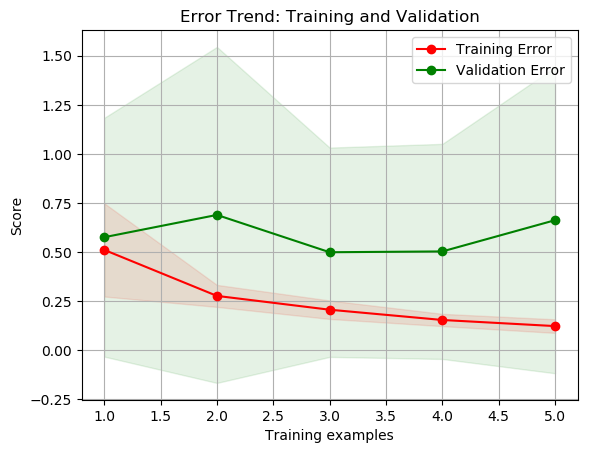 Error Trend: Training and Validation
Training Error
Validation Error
Score
1.50
1.25
1.00
0.75
0.50
0.25
0.00
−0.25
1.0 1.5 2.0 2.5 3.0 3.5 4.0 4.5 5.0
Training examples